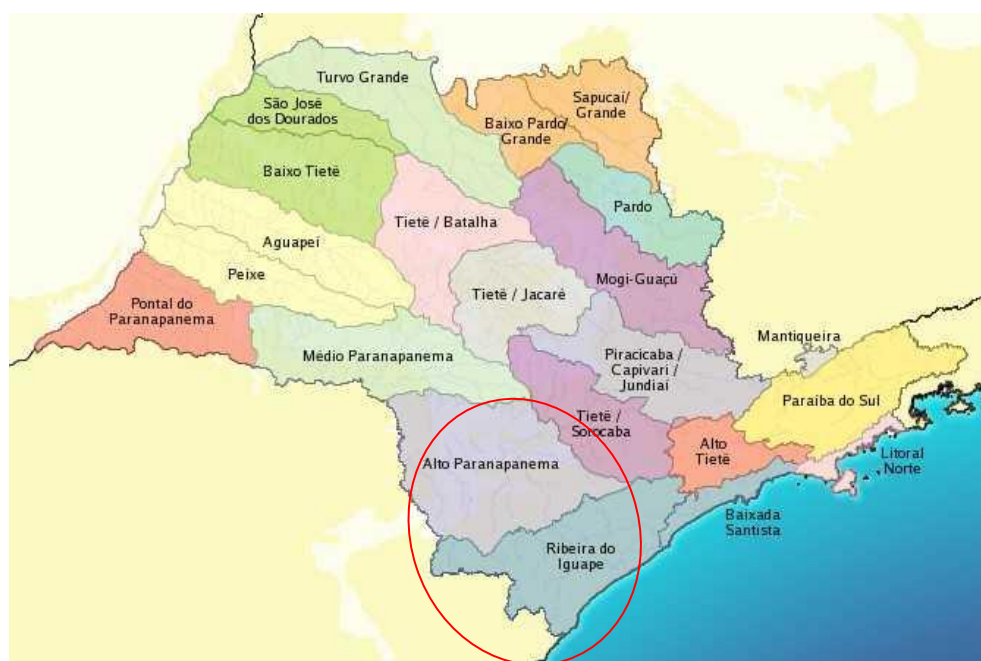 Turvo Grande
Sapucaí/
Grande
São José
dos Dourados
Baixo Pardo/
Grande
Baixo Tietê
Pardo
Tietê / Batalha
Aguapeí
Peixe
Mogi-Guaçú
Tietê / Jacaré
Pontal do
Paranapanema
Mantiqueira
Médio Paranapanema
Piracicaba /
Capivari /
Jundiaí
Paraíba do Sul
Tietê /
Sorocaba
Alto
Tietê
Litoral
Norte
Alto Paranapanema
Baixada
Santista
Ribeira do
Iguape